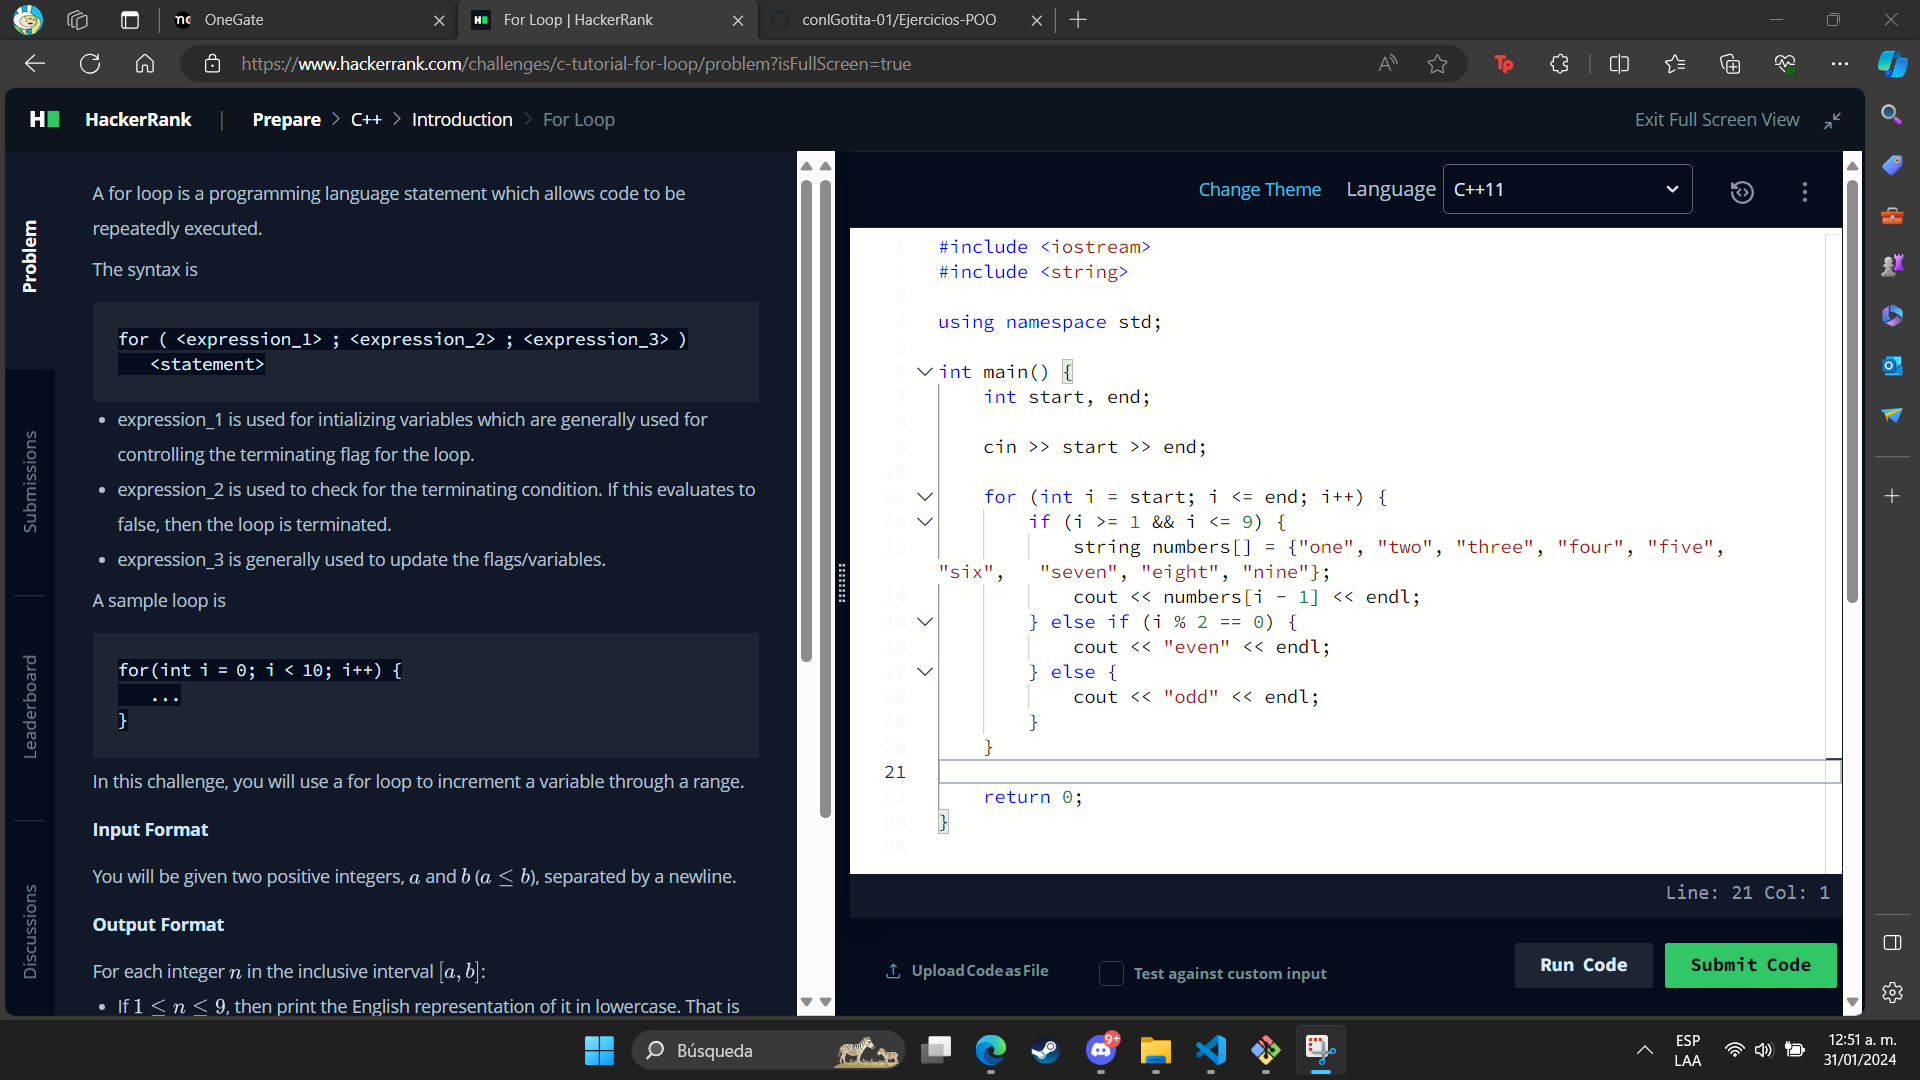 OneGate
For Loop | HackerRank
conlGotita-01/Ejercicios-POO
https://www.hackerrank.com/challenges/c-tutorial-for-loop/problem?isFullScreen=true
HackerRank | Prepare > C++ > Introduction > For Loop
Exit Full Screen View
Problem
Submissions
Leaderboard
Discussions
A for loop is a programming language statement which allows code to be
repeatedly executed.
The syntax is
for ( <expression_1> ; <expression_2> ; <expression_3> )
<statement>
• expression_1 is used for intializing variables which are generally used for
controlling the terminating flag for the loop.
• expression_2 is used to check for the terminating condition. If this evaluates to
false, then the loop is terminated.
• expression_3 is generally used to update the flags/variables.
A sample loop is
for(int i = 0; i < 10; i++) {
...
}
In this challenge, you will use a for loop to increment a variable through a range.
Input Format
You will be given two positive integers, a and b (a ≤ b), separated by a newline.
Output Format
For each integer n in the inclusive interval [a, b]:
• If 1 ≤ n ≤ 9, then print the English representation of it in lowercase. That is
Change Theme Language C++11
1 #include <iostream>
2 #include <string>
3
4 using namespace std;
5
6 int main() {
7 int start, end;
8
9 cin >> start >> end;
10
11 for (int i = start; i <= end; i++) {
12 if (i >= 1 && i <= 9) {
13 string numbers[] = {"one", "two", "three", "four", "five",
"six", "seven", "eight", "nine"};
14 cout << numbers[i - 1] << endl;
15 } else if (i % 2 == 0) {
16 cout << "even" << endl;
17 } else {
18 cout << "odd" << endl;
19 }
20 }
21
22 return 0;
23 }
24
Line: 21 Col: 1
Upload Code as File
Test against custom input
Run Code
Submit Code
Búsqueda
9+
ESP
LAA
12:51 a. m.
31/01/2024